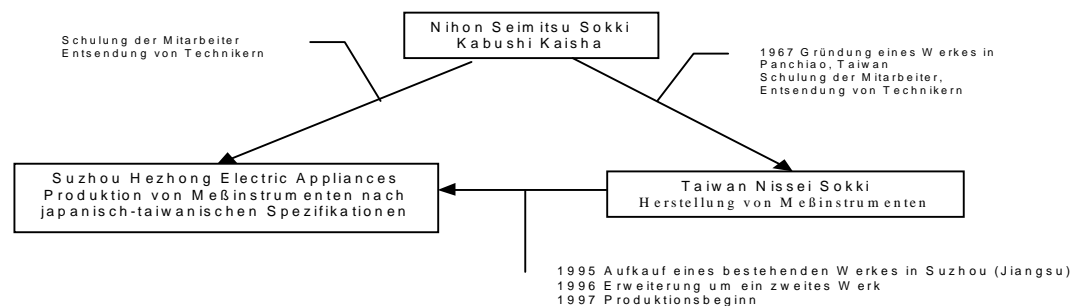 Nihon Seimitsu Sokki
Kabushi Kaisha
Schulung der Mitarbeiter
Entsendung von Technikern
1967 Gründung eines Werkes in
Panchiao, Taiwan
Schulung der Mitarbeiter,
Entsendung von Technikern
Suzhou Hezhong Electric Appliances
Produktion von Meßinstrumenten nach
japanisch-taiwanischen Spezifikationen
Taiwan Nissei Sokki
Herstellung von Meßinstrumenten
1995 Aufkauf eines bestehenden Werkes in Suzhou (Jiangsu)
1996 Erweiterung um ein zweites Werk
1997 Produktionsbeginn